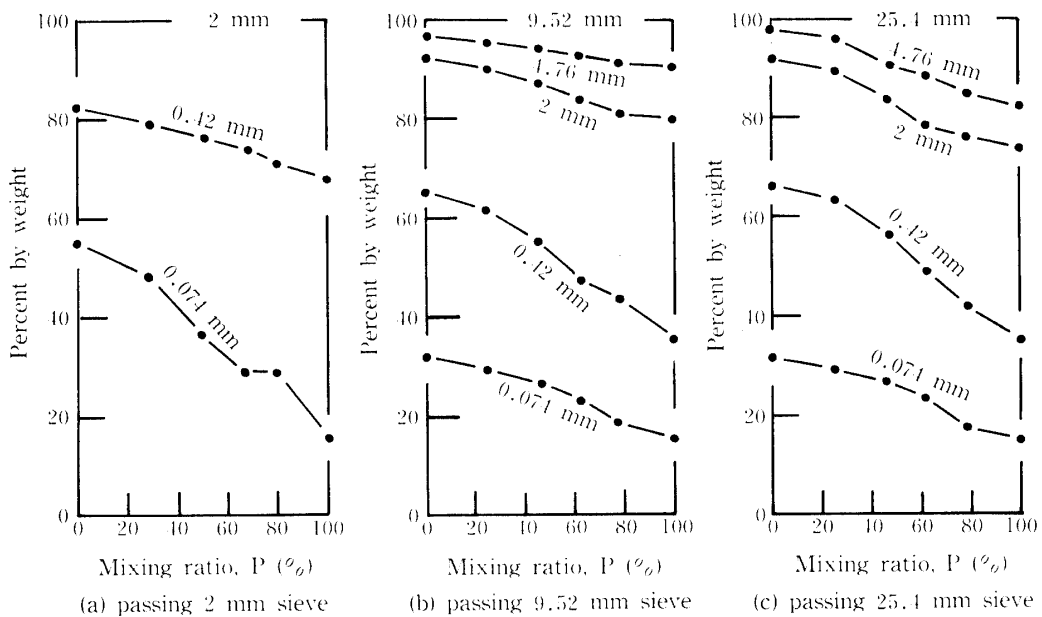 2 mm
100
80
60
40
20
0
0.42 mm
0.074 mm
Percent by weight
0 20 40 60 80 100
Mixing ratio, P (%)
(a) passing 2 mm sieve
9.52 mm
100
80
60
40
20
0
4.76 mm
2 mm
0.42 mm
0.074 mm
Percent by weight
0 20 40 60 80 100
Mixing ratio, P (%)
(b) passing 9.52 mm sieve
25.4 mm
100
80
60
40
20
0
4.76 mm
2 mm
0.42 mm
0.074 mm
Percent by weight
0 20 40 60 80 100
Mixing ratio, P (%)
(c) passing 25.4 mm sieve